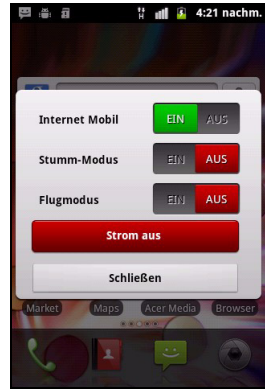 H 4:21 nachm.
Internet Mobil EIN AUS
Stumm-Modus EIN AUS
Flugmodus EIN AUS
Strom aus
Schließen
Market Maps Acer Media Browser